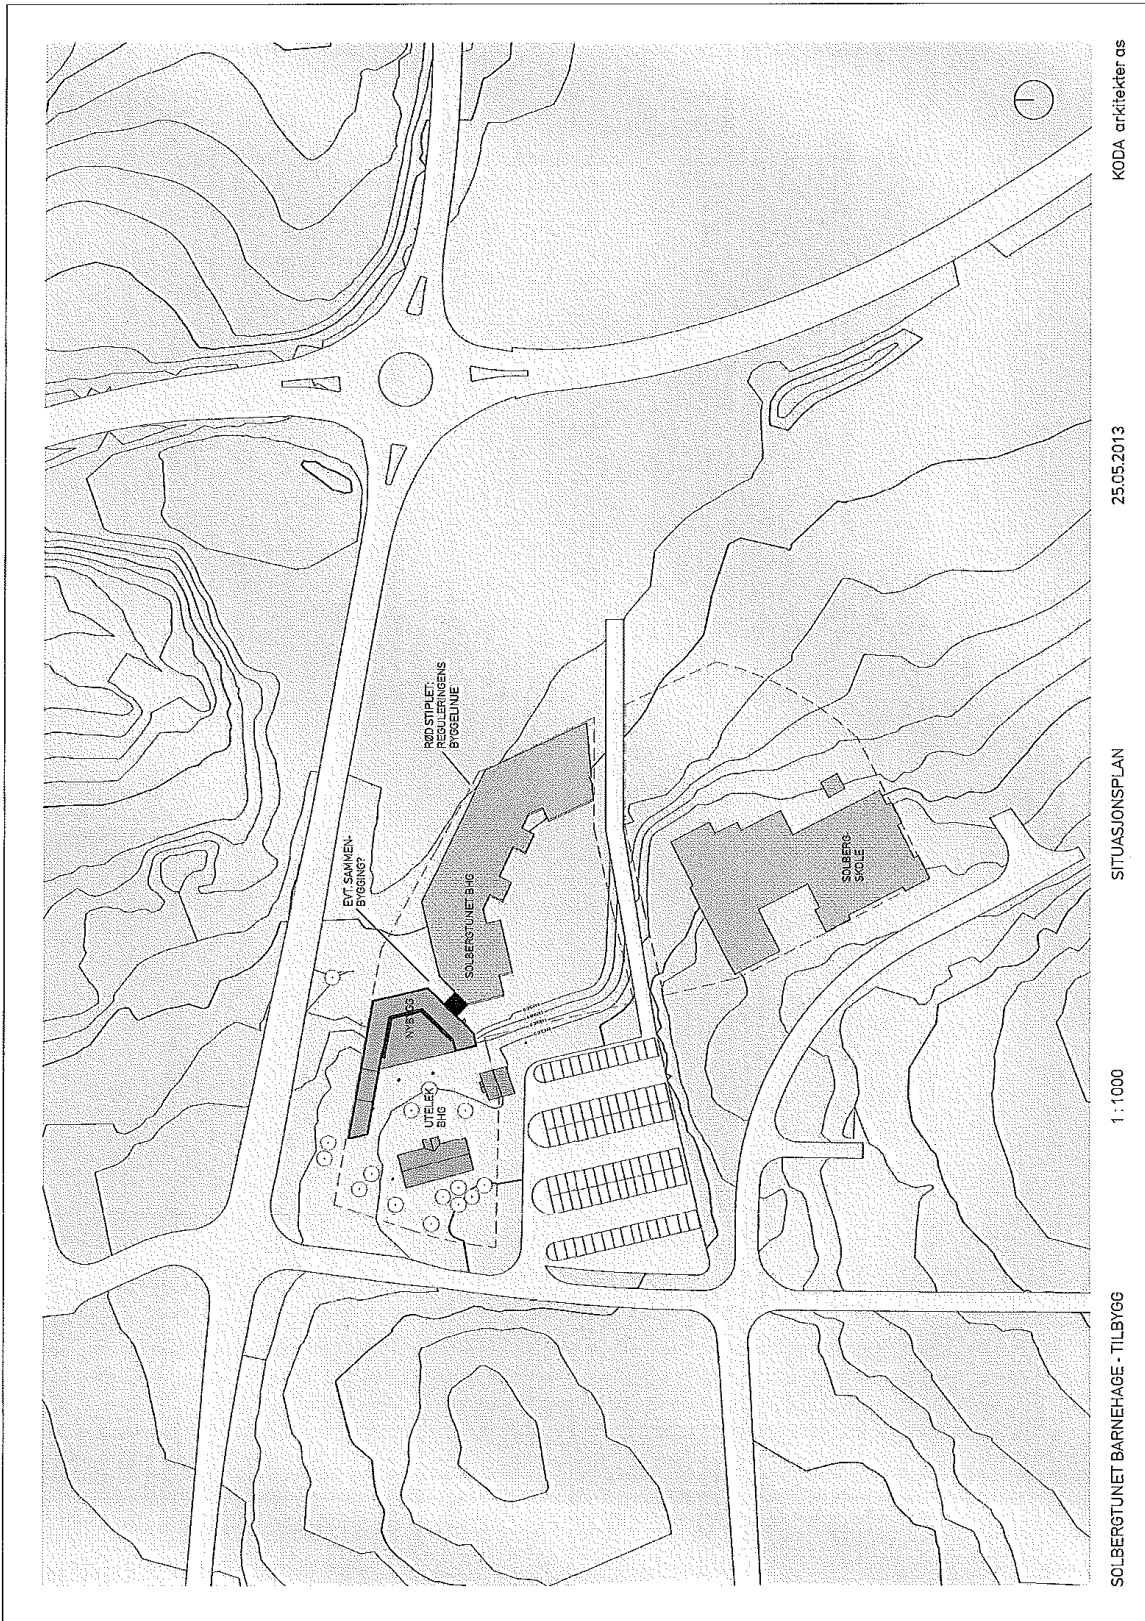 EVT. SAMMEN-
BYGGING?
RØD STIPLET:
REGULERINGENS
BYGGELINJE
NYBYGG
SOLBERGTUNET BHG
UTELEK
BHG
SOLBERG
SKOLE
SOLBERGTUNET BARNEHAGE - TILBYGG
1 : 1000
SITUASJONSPLAN
25.05.2013
KODA arkitekter as